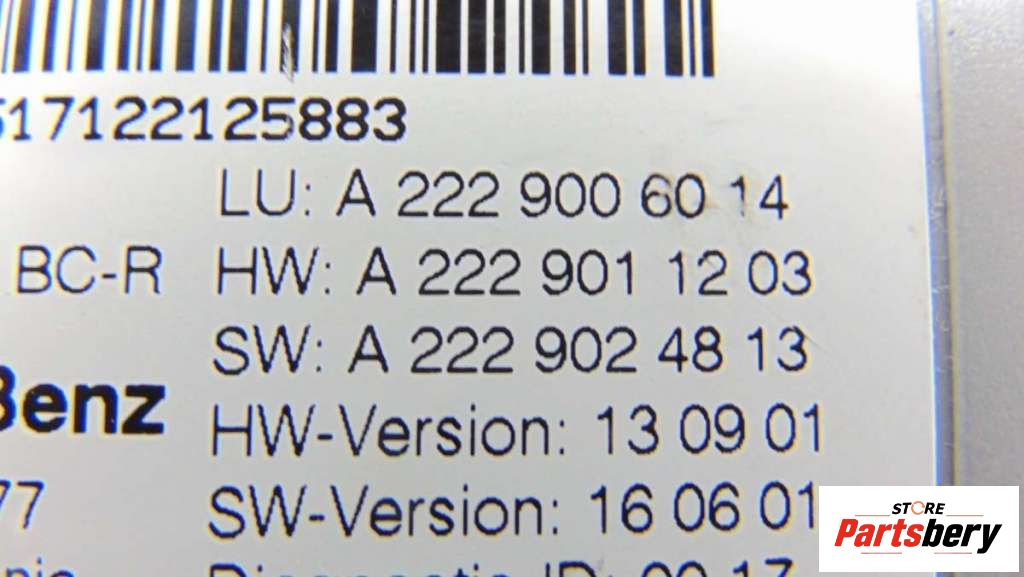 517122125883
LU: A 222 900 60 14
BC-R HW: A 222 901 12 03
SW: A 222 902 48 13
Benz HW-Version: 13 09 01
77 SW-Version: 16 06 01
STORE
Partsbery